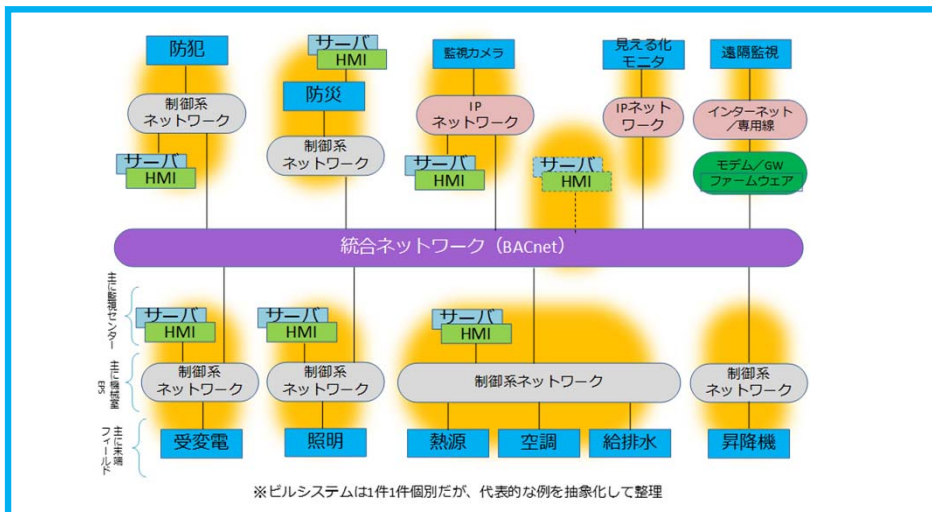 防犯
サーバ
HMI
防災
監視カメラ
見える化
モニタ
遠隔監視
制御系
ネットワーク
サーバ
HMI
制御系
ネットワーク
IP
ネットワーク
サーバ
HMI
サーバ
HMI
IPネット
ワーク
インターネット
／専用線
モデム／GW
ファームウェア
統合ネットワーク（BACnet）
主に監視センター
主に機械室
EPS
主に末端
フィールド
サーバ
HMI
制御系
ネットワーク
受変電
サーバ
HMI
制御系
ネットワーク
照明
サーバ
HMI
制御系ネットワーク
熱源
空調
給排水
制御系
ネットワーク
昇降機
※ビルシステムは1件1件個別だが、代表的な例を抽象化して整理